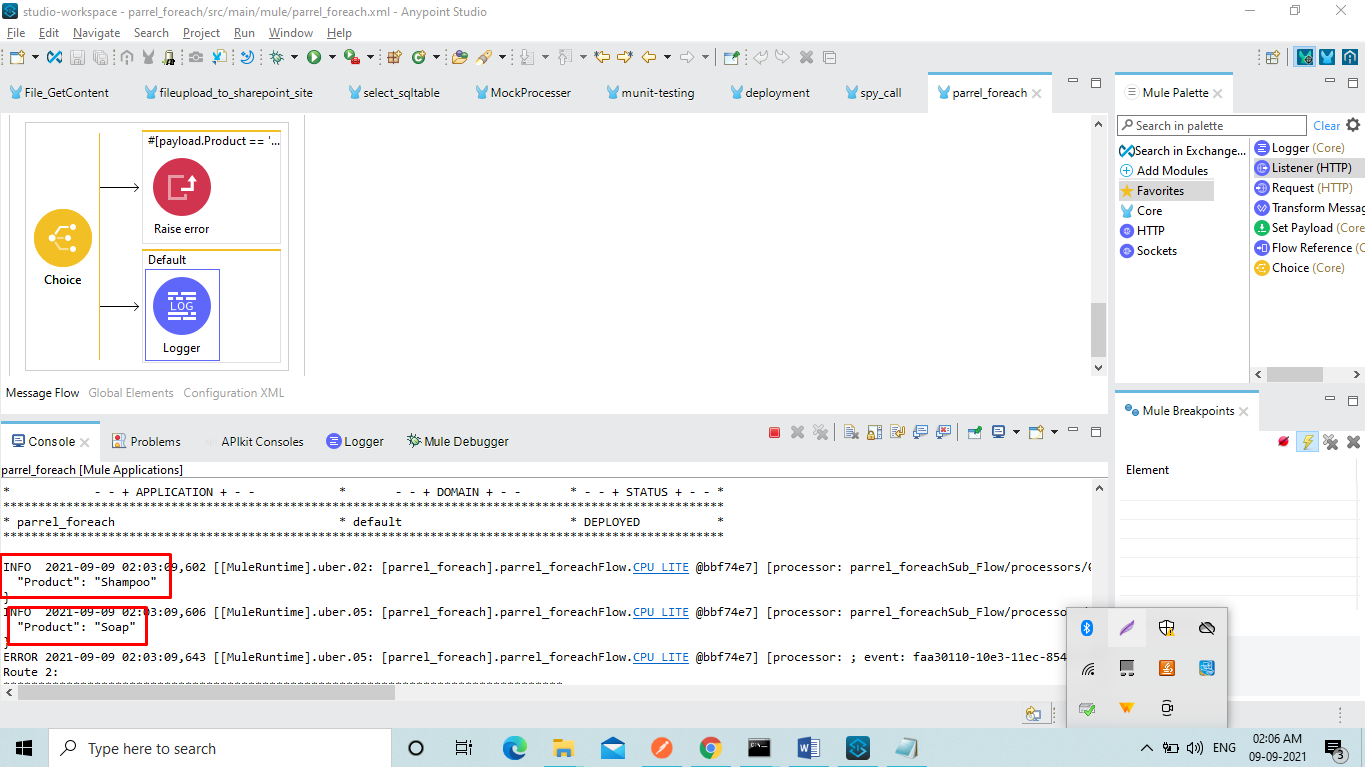 studio-workspace - parrel_foreach/src/main/mule/parrel_foreach.xml - Anypoint Studio
File Edit Navigate Search Project Run Window Help
File_GetContent fileupload_to_sharepoint_site select_sqltable MockProcesser munit-testing deployment spy_call parrel_foreach
#[payload.Product == '...
Raise error
Choice
Default
LOG
Logger
Message Flow Global Elements Configuration XML
Mule Palette
Search in palette Clear
Search in Exchange...
Add Modules
Favorites
Core
HTTP
Sockets
Logger (Core)
Listener (HTTP)
Request (HTTP)
Transform Messag
Set Payload (Core
Flow Reference (C
Choice (Core)
Console Problems APIkit Consoles Logger Mule Debugger
parrel_foreach [Mule Applications]
* - - + APPLICATION + - - * - - + DOMAIN + - - * - - + STATUS + - - *
*******************************************************************************************************
* parrel_foreach * default * DEPLOYED *
*******************************************************************************************************
INFO 2021-09-09 02:03:09,602 [[MuleRuntime].uber.02: [parrel_foreach].parrel_foreachFlow.CPU_LITE @bbf74e7] [processor: parrel_foreachSub_Flow/processors/0
"Product": "Shampoo"
}
INFO 2021-09-09 02:03:09,606 [[MuleRuntime].uber.05: [parrel_foreach].parrel_foreachFlow.CPU_LITE @bbf74e7] [processor: parrel_foreachSub_Flow/processo
"Product": "Soap"
}
ERROR 2021-09-09 02:03:09,643 [[MuleRuntime].uber.05: [parrel_foreach].parrel_foreachFlow.CPU_LITE @bbf74e7] [processor: ; event: faa30110-10e3-11ec-854
Route 2:
********************************************************************************
Mule Breakpoints
Element
Type here to search
ENG
02:06 AM
09-09-2021
3